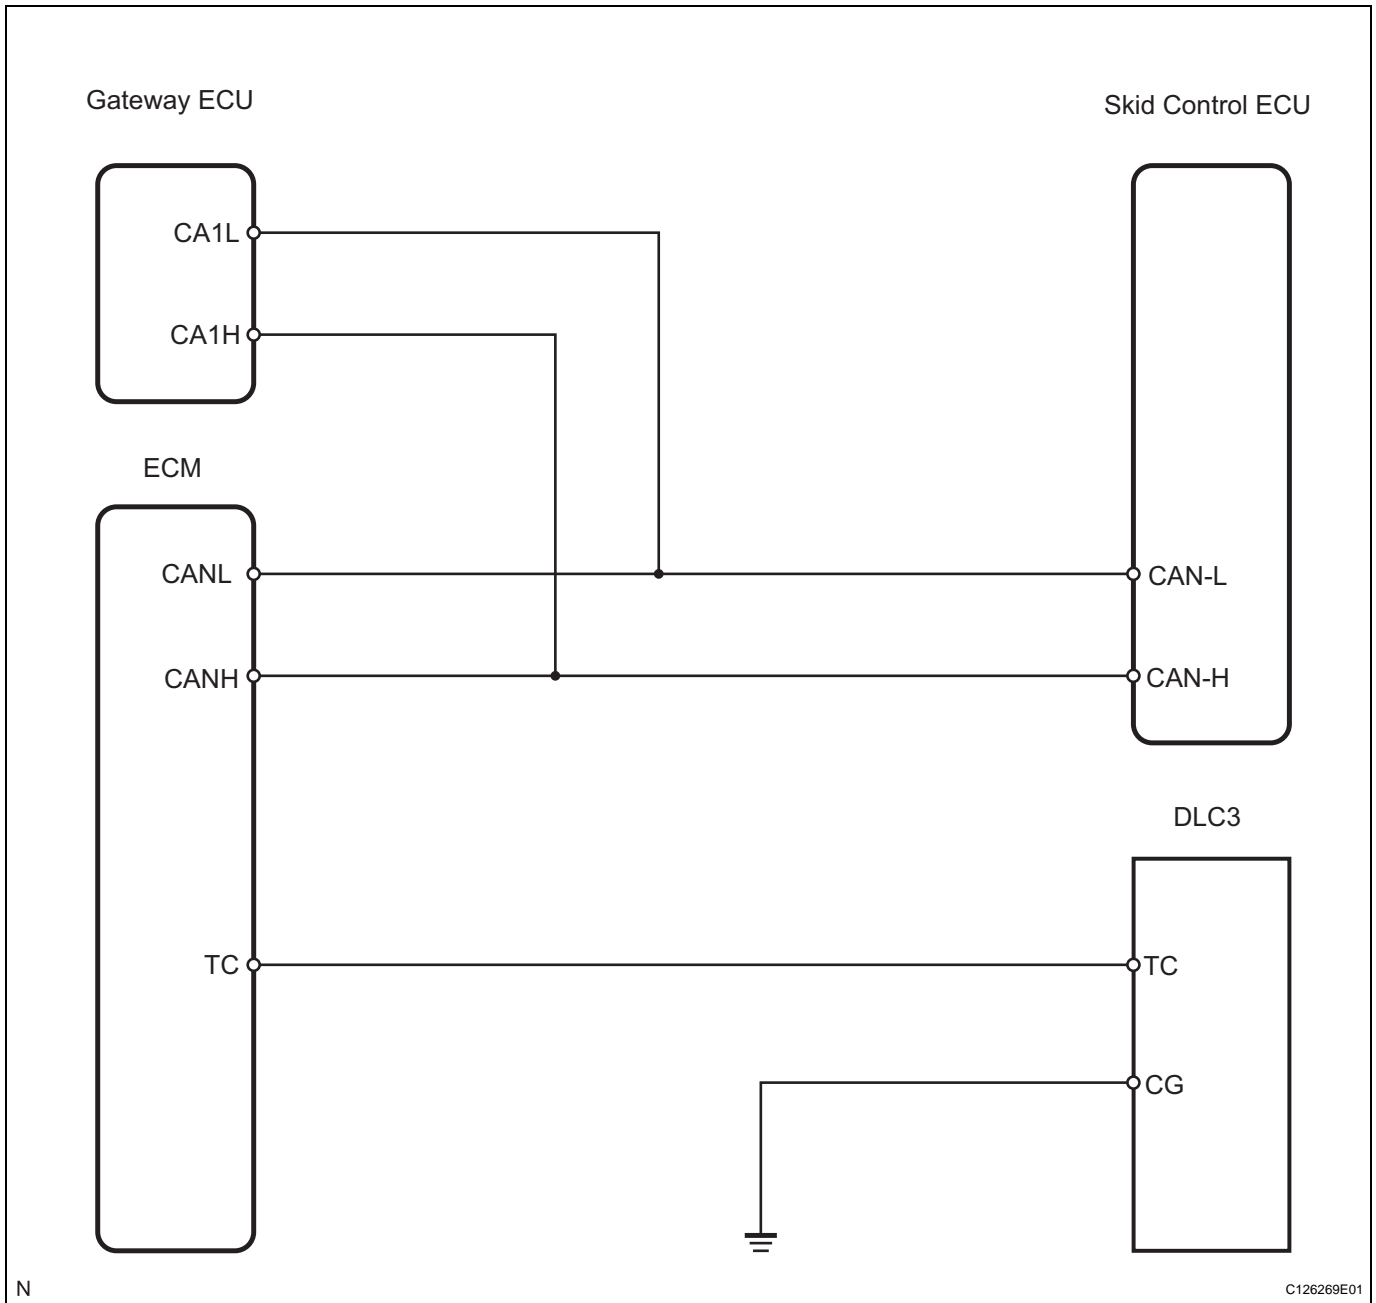 Gateway ECU
Skid Control ECU
CA1L
CA1H
ECM
CANL
CAN-L
CANH
CAN-H
DLC3
TC
TC
CG
N
C126269E01